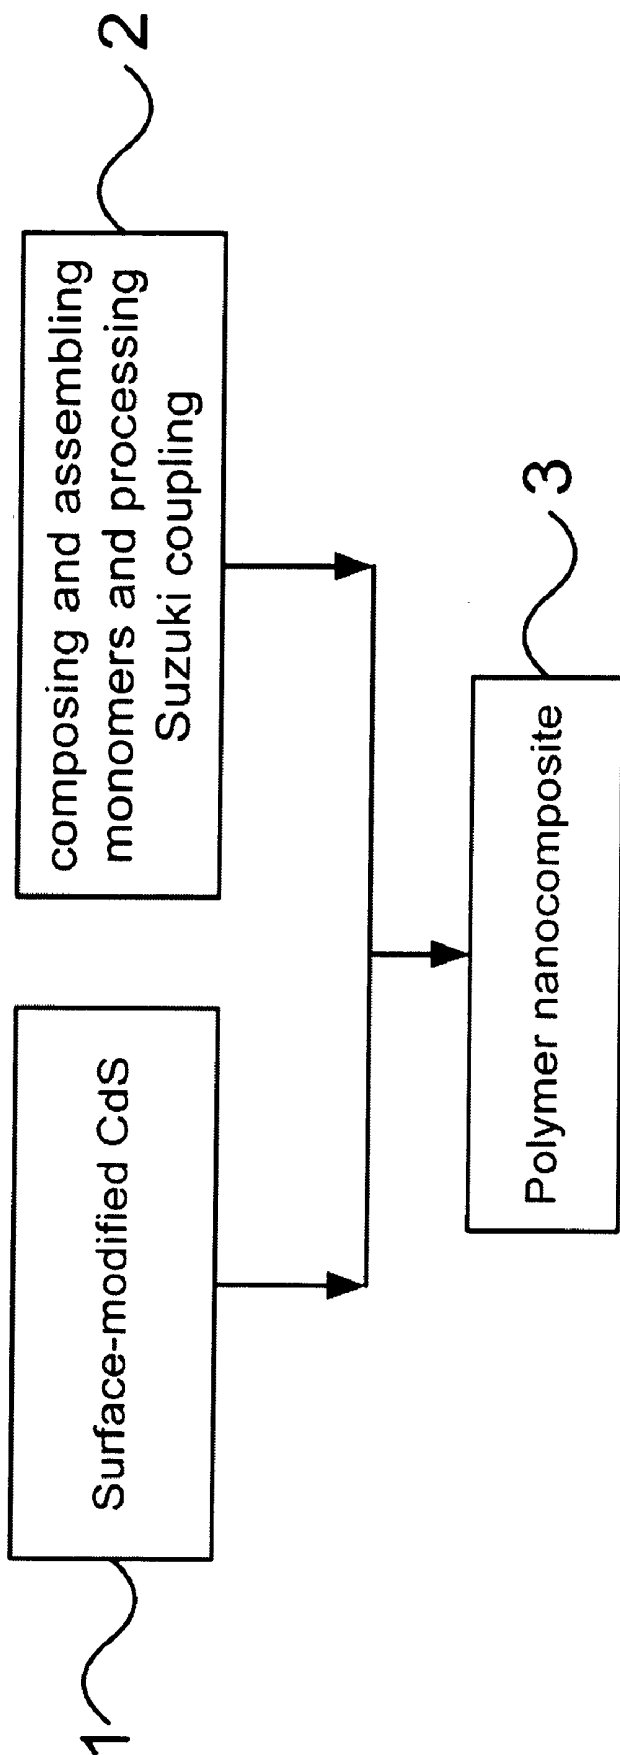 1
Surface-modified CdS
composing and assembling
monomers and processing
Suzuki coupling
2
Polymer nanocomposite
3